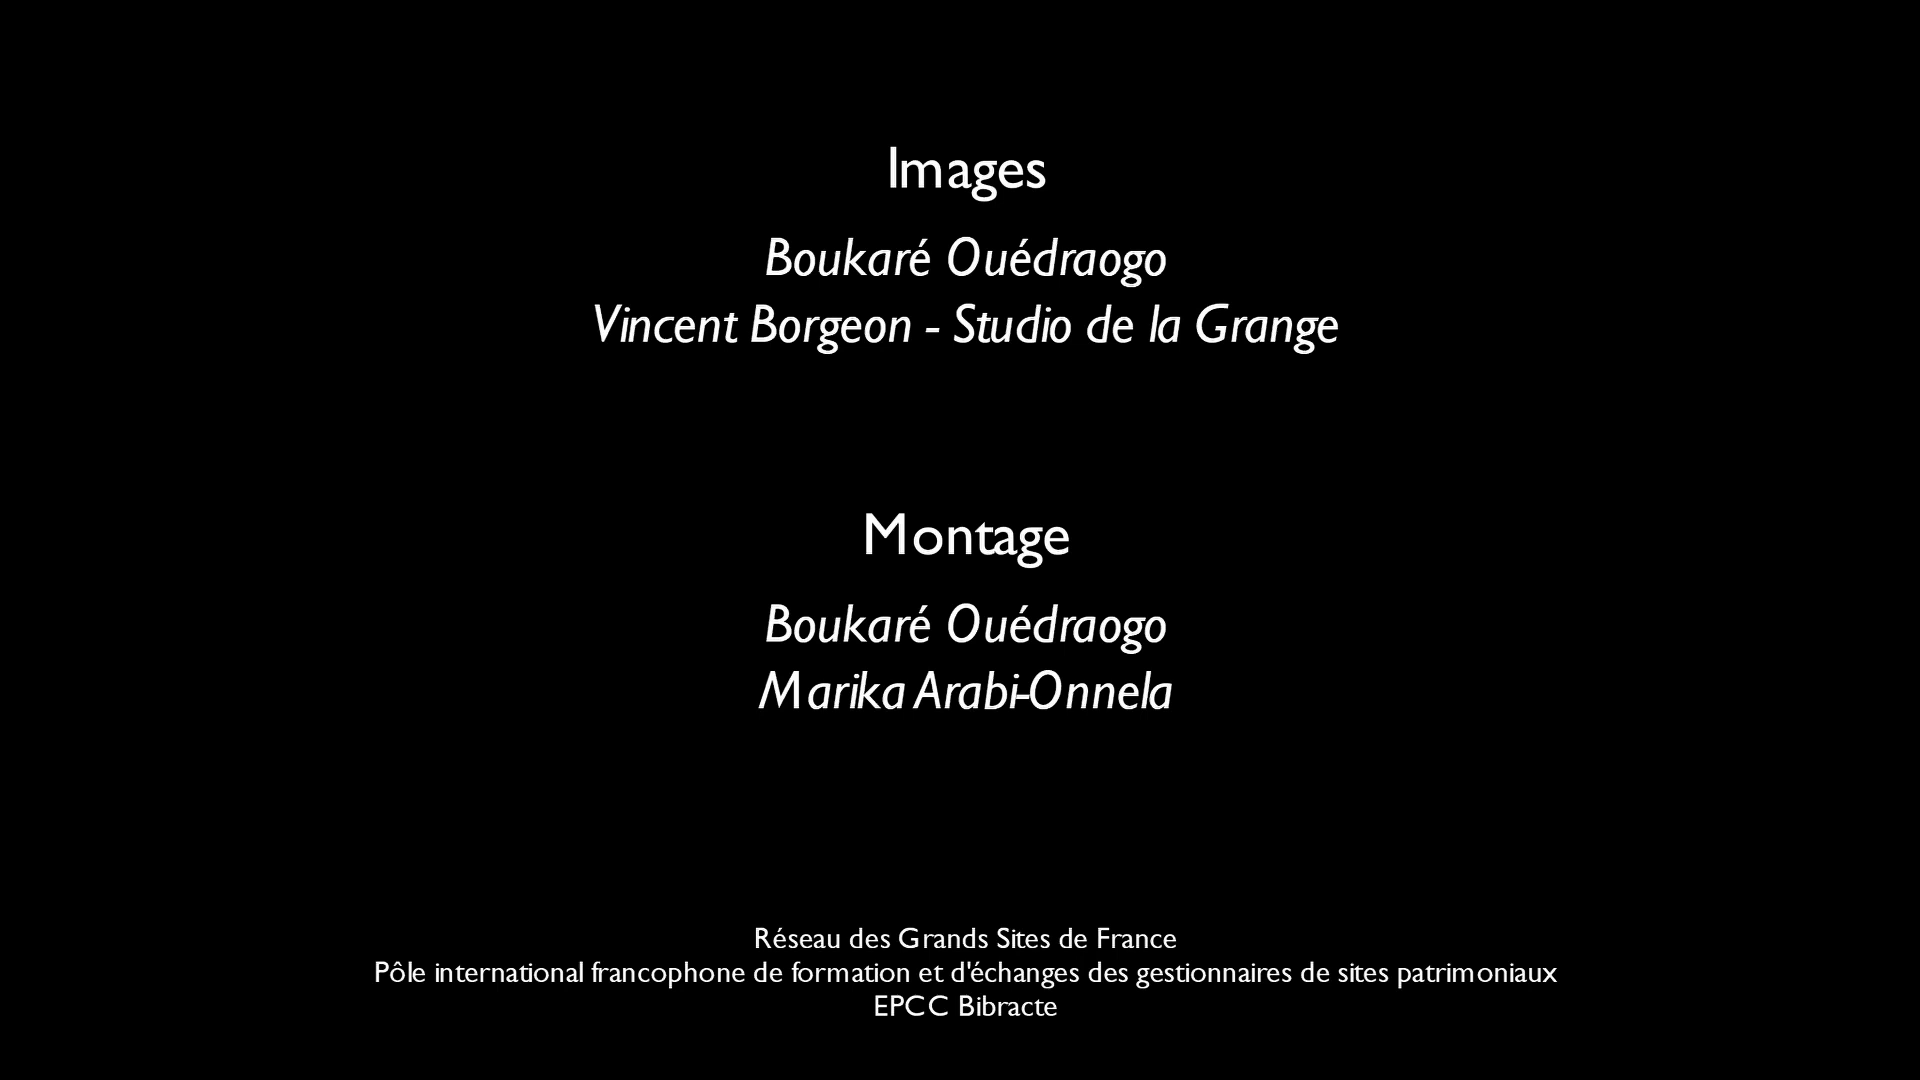 Images
Boukaré Ouédraogo
Vincent Borgeon - Studio de la Grange
Montage
Boukaré Ouédraogo
Marika Arabi-Onnela
Réseau des Grands Sites de France
Pôle international francophone de formation et d'échanges des gestionnaires de sites patrimoniaux
EPCC Bibracte